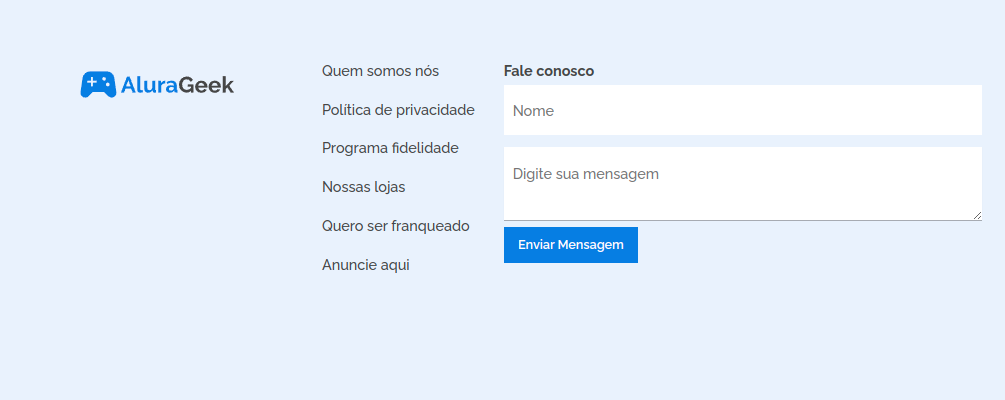 AluraGeek
Quem somos nós
Política de privacidade
Programa fidelidade
Nossas lojas
Quero ser franqueado
Anuncie aqui
Fale conosco
Nome
Digite sua mensagem
Enviar Mensagem